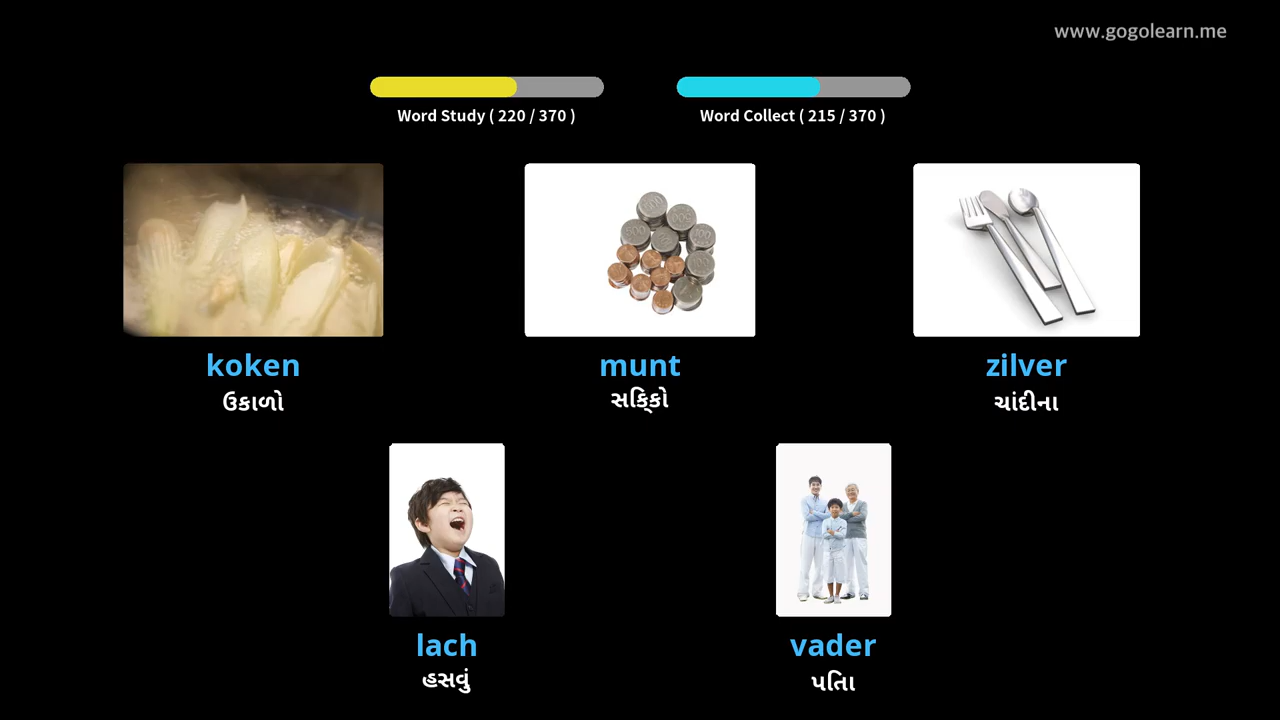 www.gogolearn.me
Word Study ( 220 / 370 )
Word Collect ( 215 / 370 )
koken
munt
zilver
ઉકાળો
સિક્કો
ચાંદીના
lach
vader
હસવું
પિતા